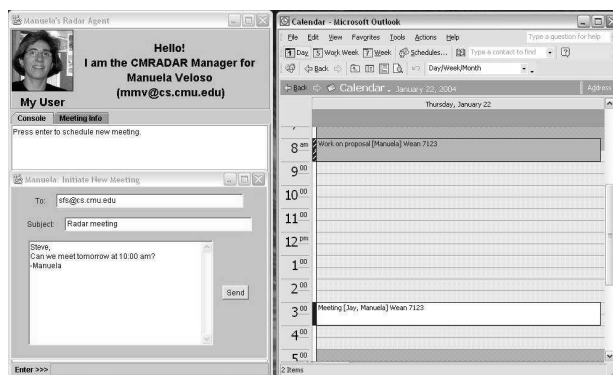 Manuela's Radar Agent
Hello!
I am the CMRADAR Manager for
Manuela Veloso
(mmv@cs.cmu.edu)
My User
Console Meeting Info
Press enter to schedule new meeting.
Manuela: Initiate New Meeting
To: sfs@cs.cmu.edu
Subject: Radar meeting
Steve,
Can we meet tomorrow at 10:00 am?
-Manuela
Send
Enter >>>
Calendar - Microsoft Outlook
File Edit View Favorites Tools Actions Help Type a question for help
1 Day 5 Work Week 7 Week Schedules... Type a contact to find
Back Day/Week/Month
Back Calendar. January 22, 2004 Address
Thursday, January 22
8 am Work on proposal [Manuela] Wean 7123
9 00
10 00
11 00
12 pm
1 00
2 00
3 00 Meeting [Jay, Manuela] Wean 7123
4 00
5 00
2 Items